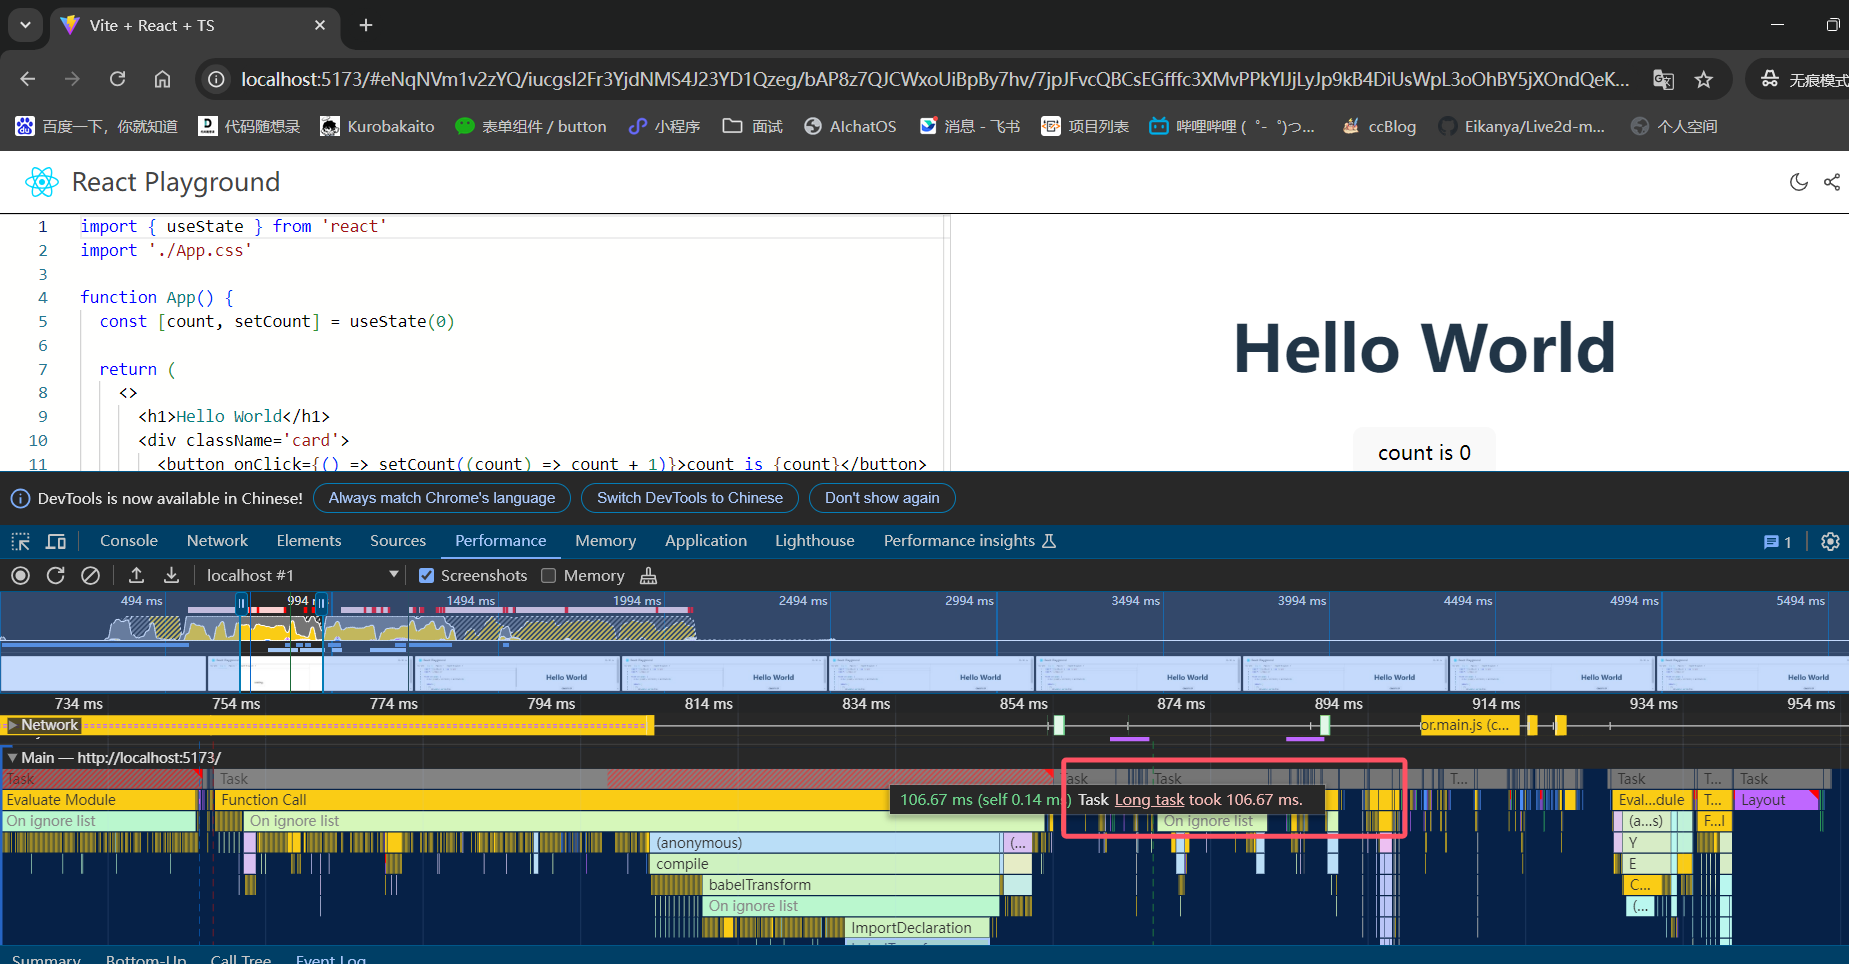 Vite + React + TS
localhost:5173/#eNqNVm1v2zYQ/iucgsI2Fr3YjdNMS4J23YD1Qzeg/bAP8z7QJCWxoUiBpBy7hv/7jpJFvcQBCsEGfffc3XMvPPkYIJjLyJp9kB4DiUsWpL3oOhBY5jXOndQeK...
无痕模式
百度一下，你就知道
代码随想录
Kurobakaito
表单组件 / button
小程序
面试
AIchatOS
消息 - 飞书
项目列表
哔哩哔哩 (゜-゜)つ...
ccBlog
Eikanya/Live2d-m...
个人空间
React Playground
1 import { useState } from 'react'
2 import './App.css'
3
4 function App() {
5 const [count, setCount] = useState(0)
6
7 return (
8 <>
9 <h1>Hello World</h1>
10 <div className='card'>
11 <button onClick={() => setCount((count) => count + 1)}>count is {count}</button>
Hello World
count is 0
DevTools is now available in Chinese!
Always match Chrome's language
Switch DevTools to Chinese
Don't show again
Console
Network
Elements
Sources
Performance
Memory
Application
Lighthouse
Performance insights
1
localhost #1
Screenshots
Memory
494 ms
994
1494 ms
1994 ms
2494 ms
2994 ms
3494 ms
3994 ms
4494 ms
4994 ms
5494 ms
Hello World
Hello World
Hello World
Hello World
Hello World
Hello World
Hello World
734 ms
754 ms
774 ms
794 ms
814 ms
834 ms
854 ms
874 ms
894 ms
914 ms
934 ms
954 ms
Network
or.main.js (c...
Main — http://localhost:5173/
Task
Task
Task
Task
T...
Task
T...
Task
Evaluate Module
Function Call
106.67 ms (self 0.14 ms) Task Long task took 106.67 ms.
Eval...dule
T...
Layout
On ignore list
On ignore list
On ignore list
(a...s)
F...l
(anonymous)
(...
Y
compile
E
babelTransform
C...
On ignore list
(...
ImportDeclaration
Summary
Bottom-Up
Call Tree
Event Log